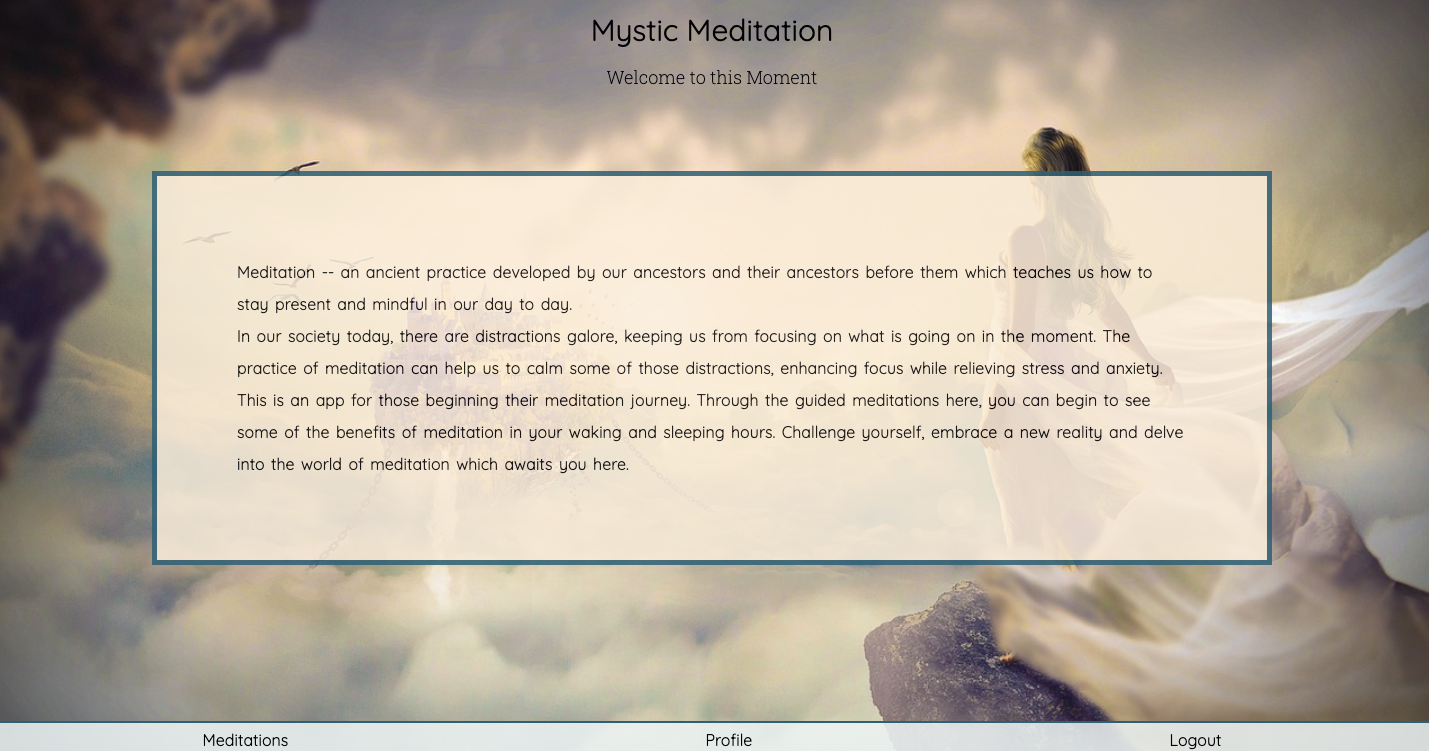 Mystic Meditation
Welcome to this Moment
Meditation -- an ancient practice developed by our ancestors and their ancestors before them which teaches us how to
stay present and mindful in our day to day.
In our society today, there are distractions galore, keeping us from focusing on what is going on in the moment. The
practice of meditation can help us to calm some of those distractions, enhancing focus while relieving stress and anxiety.
This is an app for those beginning their meditation journey. Through the guided meditations here, you can begin to see
some of the benefits of meditation in your waking and sleeping hours. Challenge yourself, embrace a new reality and delve
into the world of meditation which awaits you here.
Meditations Profile Logout